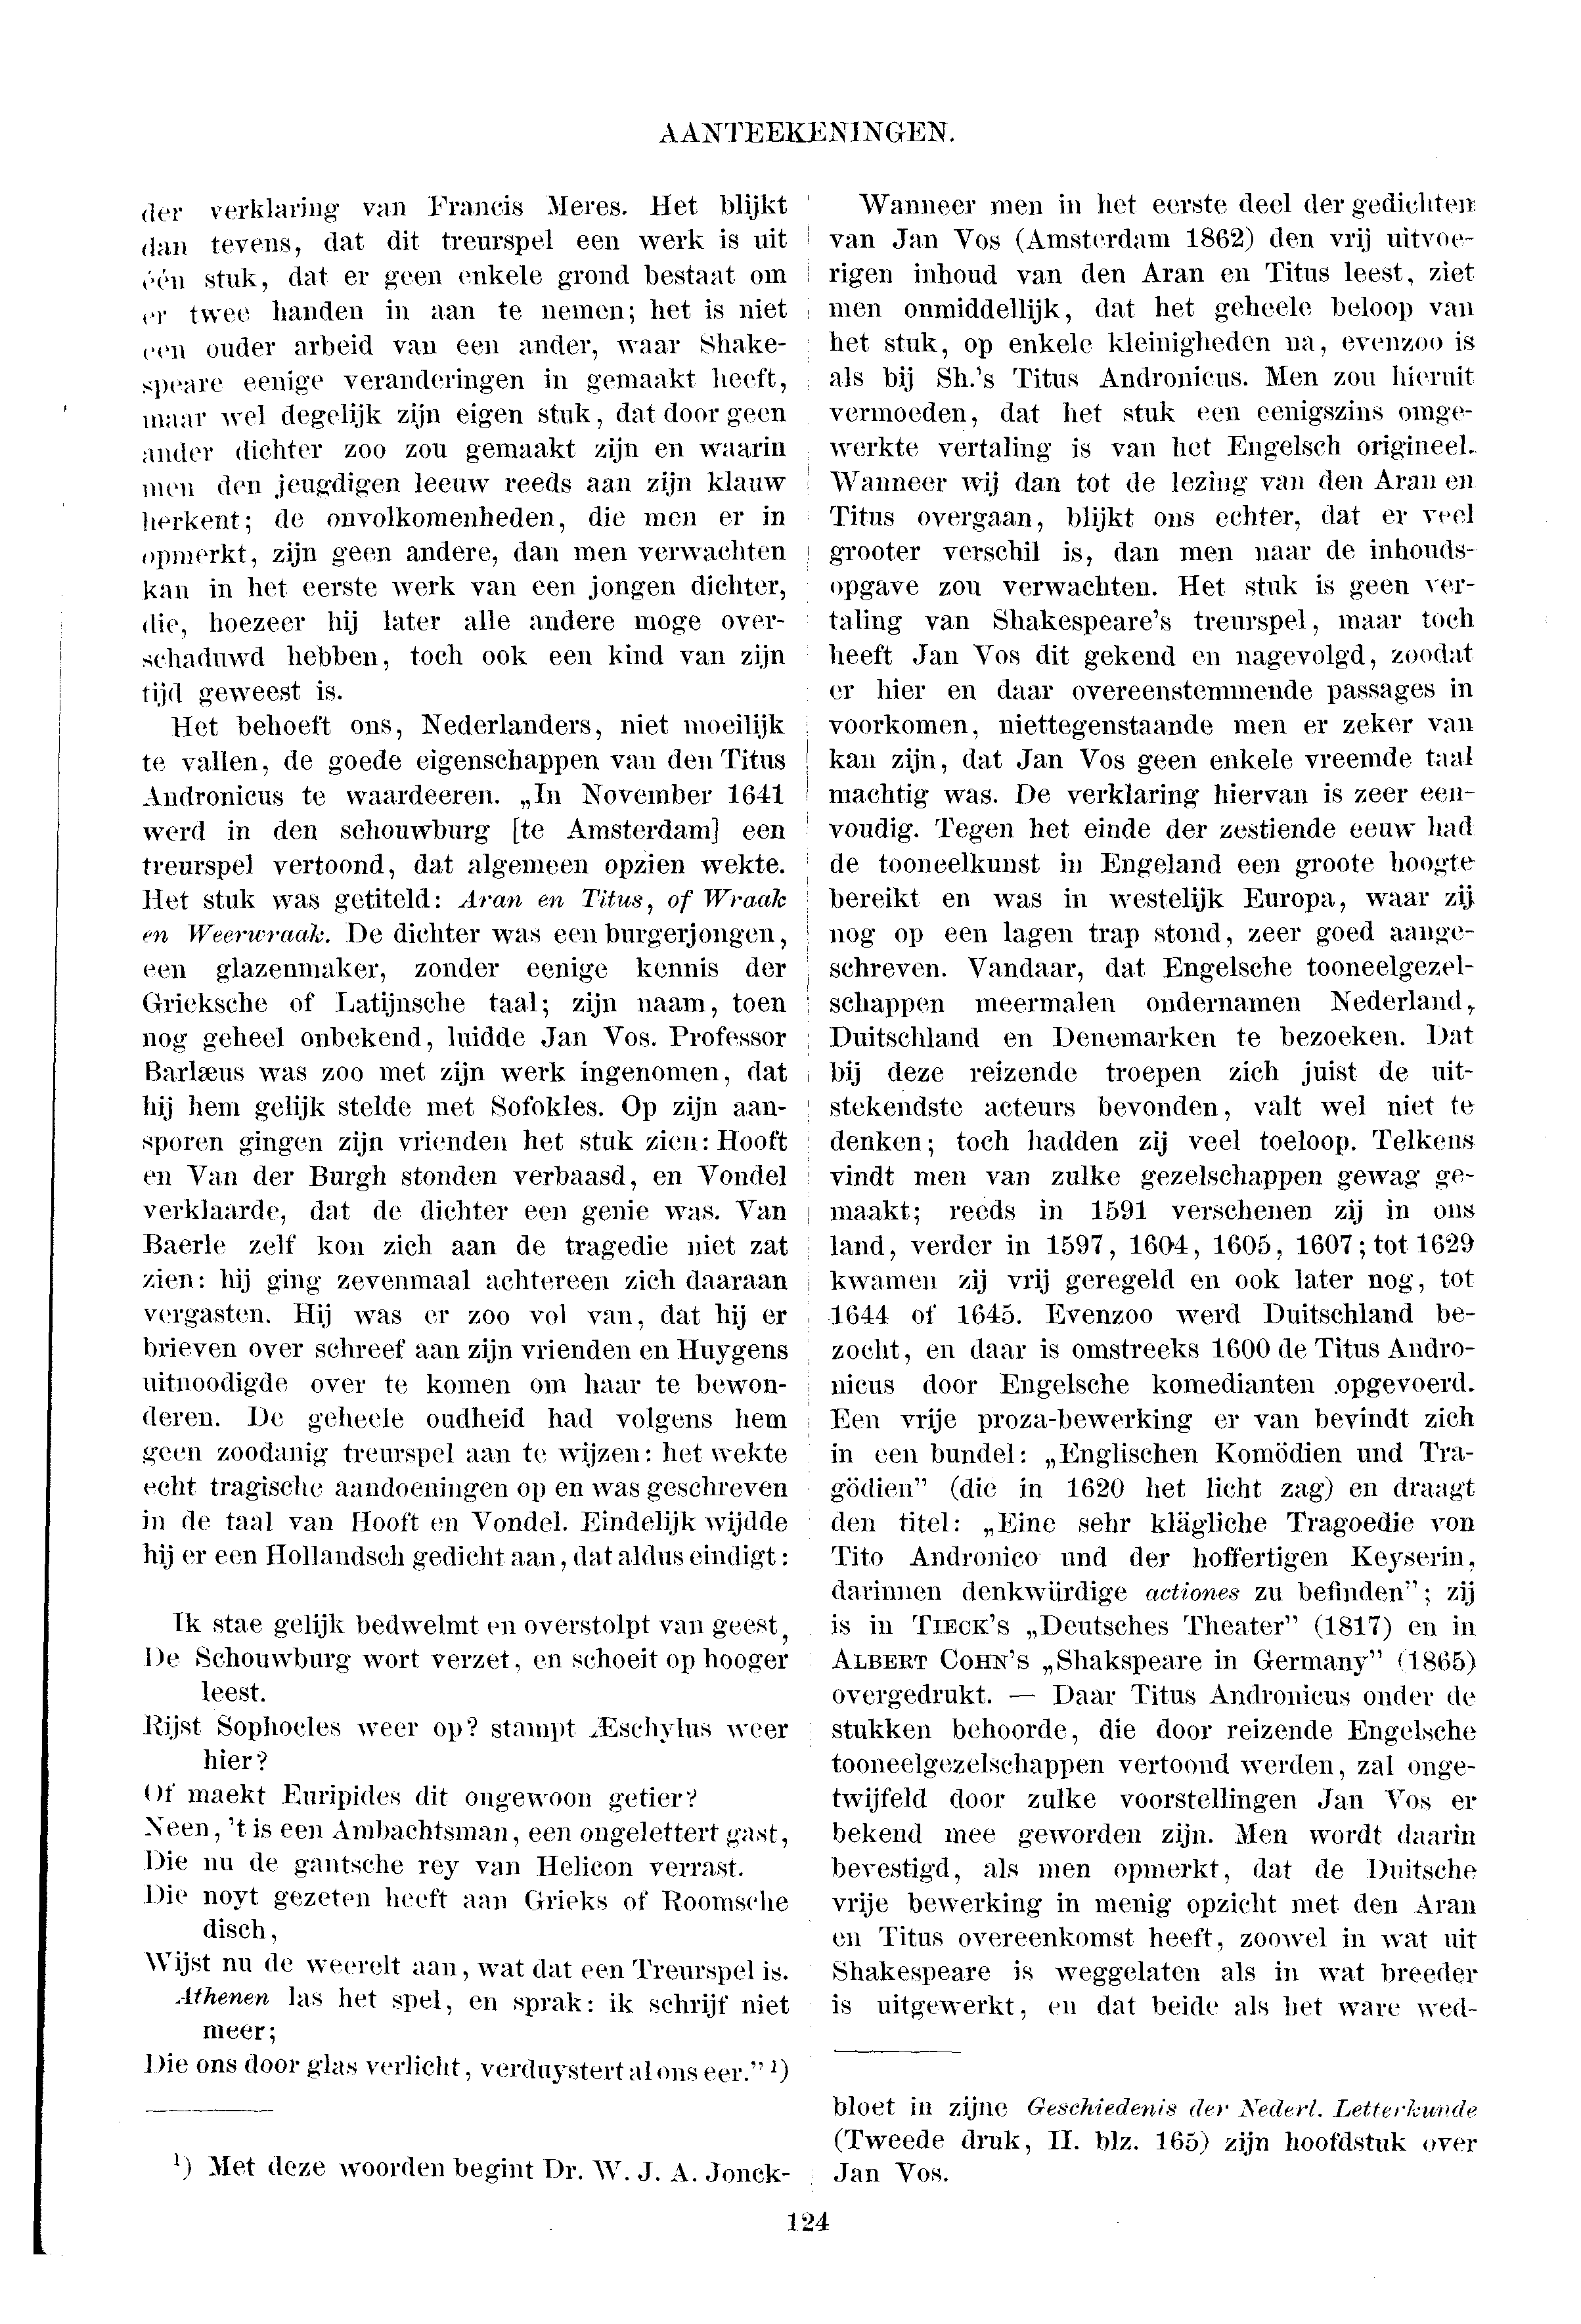 AANTEEKENINGEN.
der verklaring van Francis Meres. Het blijkt
dan tevens, dat dit treurspel een werk is uit
één stuk, dat er geen enkele grond bestaat om
er twee handen in aan te nemen; het is niet
een ouder arbeid van een ander, waar Shake-
speare eenige veranderingen in gemaakt heeft,
maar wel degelijk zijn eigen stuk, dat door geen
ander dichter zoo zou gemaakt zijn en waarin
men den jeugdigen leeuw reeds aan zijn klauw
herkent; de onvolkomenheden, die men er in
opmerkt, zijn geen andere, dan men verwachten
kan in het eerste werk van een jongen dichter,
die, hoezeer hij later alle andere moge over-
schaduwd hebben, toch ook een kind van zijn
tijd geweest is.
Het behoeft ons, Nederlanders, niet moeilijk
te vallen, de goede eigenschappen van den Titus
Andronicus te waardeeren. „In November 1641
werd in den schouwburg [te Amsterdam] een
treurspel vertoond, dat algemeen opzien wekte.
Het stuk was getiteld: Aran en Titus, of Wraak
en Weerwraak. De dichter was een burgerjongen,
een glazenmaker, zonder eenige kennis der
Grieksche of Latijnsche taal; zijn naam, toen
nog geheel onbekend, luidde Jan Vos. Professor
Barlæus was zoo met zijn werk ingenomen, dat
hij hem gelijk stelde met Sofokles. Op zijn aan-
sporen gingen zijn vrienden het stuk zien: Hooft
en Van der Burgh stonden verbaasd, en Vondel
verklaarde, dat de dichter een genie was. Van
Baerle zelf kon zich aan de tragedie niet zat
zien: hij ging zevenmaal achtereen zich daaraan
vergasten. Hij was er zoo vol van, dat hij er
brieven over schreef aan zijn vrienden en Huygens
uitnoodigde over te komen om haar te bewon-
deren. De geheele oudheid had volgens hem
geen zoodanig treurspel aan te wijzen: het wekte
echt tragische aandoeningen op en was geschreven
in de taal van Hooft en Vondel. Eindelijk wijdde
hij er een Hollandsch gedicht aan, dat aldus eindigt:
Ik stae gelijk bedwelmt en overstolpt van geest,
De Schouwburg wort verzet, en schoeit op hooger
leest.
Rijst Sophocles weer op? stampt Æschylus weer
hier?
Of maekt Euripides dit ongewoon getier?
Neen, 't is een Ambachtsman, een ongelettert gast,
Die nu de gantsche rey van Helicon verrast.
Die noyt gezeten heeft aan Grieks of Roomsche
disch,
Wijst nu de weerelt aan, wat dat een Treurspel is.
Athenen las het spel, en sprak: ik schrijf niet
meer;
Die ons door glas verlicht, verduystert al ons eer." ¹)
¹) Met deze woorden begint Dr. W. J. A. Jonck-
Wanneer men in het eerste deel der gedichten
van Jan Vos (Amsterdam 1862) den vrij uitvoe-
rigen inhoud van den Aran en Titus leest, ziet
men onmiddellijk, dat het geheele beloop van
het stuk, op enkele kleinigheden na, evenzoo is
als bij Sh.'s Titus Andronicus. Men zou hieruit
vermoeden, dat het stuk een eenigszins omge-
werkte vertaling is van het Engelsch origineel.
Wanneer wij dan tot de lezing van den Aran en
Titus overgaan, blijkt ons echter, dat er veel
grooter verschil is, dan men naar de inhouds-
opgave zou verwachten. Het stuk is geen ver-
taling van Shakespeare's treurspel, maar toch
heeft Jan Vos dit gekend en nagevolgd, zoodat
er hier en daar overeenstemmende passages in
voorkomen, niettegenstaande men er zeker van
kan zijn, dat Jan Vos geen enkele vreemde taal
machtig was. De verklaring hiervan is zeer een-
voudig. Tegen het einde der zestiende eeuw had
de tooneelkunst in Engeland een groote hoogte
bereikt en was in westelijk Europa, waar zij
nog op een lagen trap stond, zeer goed aange-
schreven. Vandaar, dat Engelsche tooneelgezel-
schappen meermalen ondernamen Nederland,
Duitschland en Denemarken te bezoeken. Dat
bij deze reizende troepen zich juist de uit-
stekendste acteurs bevonden, valt wel niet te
denken; toch hadden zij veel toeloop. Telkens
vindt men van zulke gezelschappen gewag ge-
maakt; reeds in 1591 verschenen zij in ons
land, verder in 1597, 1604, 1605, 1607; tot 1629
kwamen zij vrij geregeld en ook later nog, tot
1644 of 1645. Evenzoo werd Duitschland be-
zocht, en daar is omstreeks 1600 de Titus Andro-
nicus door Engelsche komedianten opgevoerd.
Een vrije proza-bewerking er van bevindt zich
in een bundel: „Englischen Komödien und Tra-
gödien" (die in 1620 het licht zag) en draagt
den titel: „Eine sehr klägliche Tragoedie von
Tito Andronico und der hoffertigen Keyserin,
darinnen denkwürdige actiones zu befinden"; zij
is in TIECK'S „Deutsches Theater" (1817) en in
ALBERT COHN'S „Shakspeare in Germany" (1865)
overgedrukt. — Daar Titus Andronicus onder de
stukken behoorde, die door reizende Engelsche
tooneelgezelschappen vertoond werden, zal onge-
twijfeld door zulke voorstellingen Jan Vos er
bekend mee geworden zijn. Men wordt daarin
bevestigd, als men opmerkt, dat de Duitsche
vrije bewerking in menig opzicht met den Aran
en Titus overeenkomst heeft, zoowel in wat uit
Shakespeare is weggelaten als in wat breeder
is uitgewerkt, en dat beide als het ware wed-
bloet in zijne Geschiedenis der Nederl. Letterkunde
(Tweede druk, II. blz. 165) zijn hoofdstuk over
Jan Vos.
124